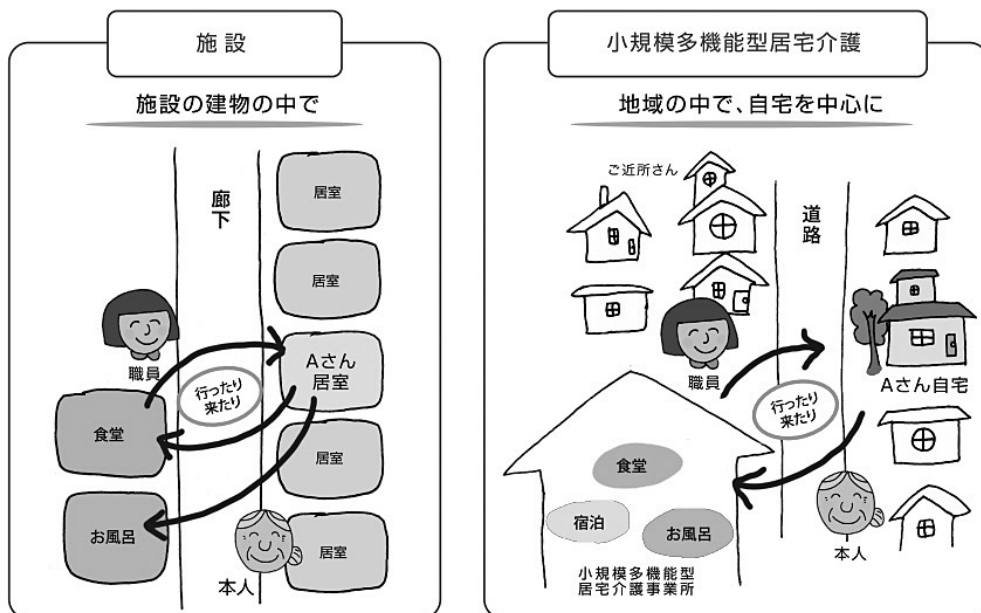 施設
施設の建物の中で
廊下
居室
居室
職員
Aさん
居室
行ったり
来たり
食堂
居室
お風呂
居室
本人
小規模多機能型居宅介護
地域の中で、自宅を中心に
ご近所さん
道路
職員
Aさん自宅
行ったり
来たり
食堂
宿泊
お風呂
本人
小規模多機能型
居宅介護事業所